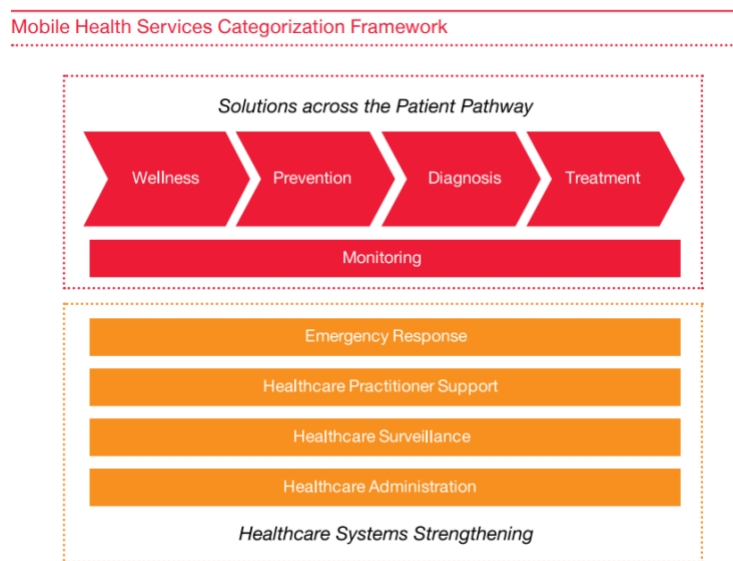 Mobile Health Services Categorization Framework
Solutions across the Patient Pathway
Wellness
Prevention
Diagnosis
Treatment
Monitoring
Emergency Response
Healthcare Practitioner Support
Healthcare Surveillance
Healthcare Administration
Healthcare Systems Strengthening